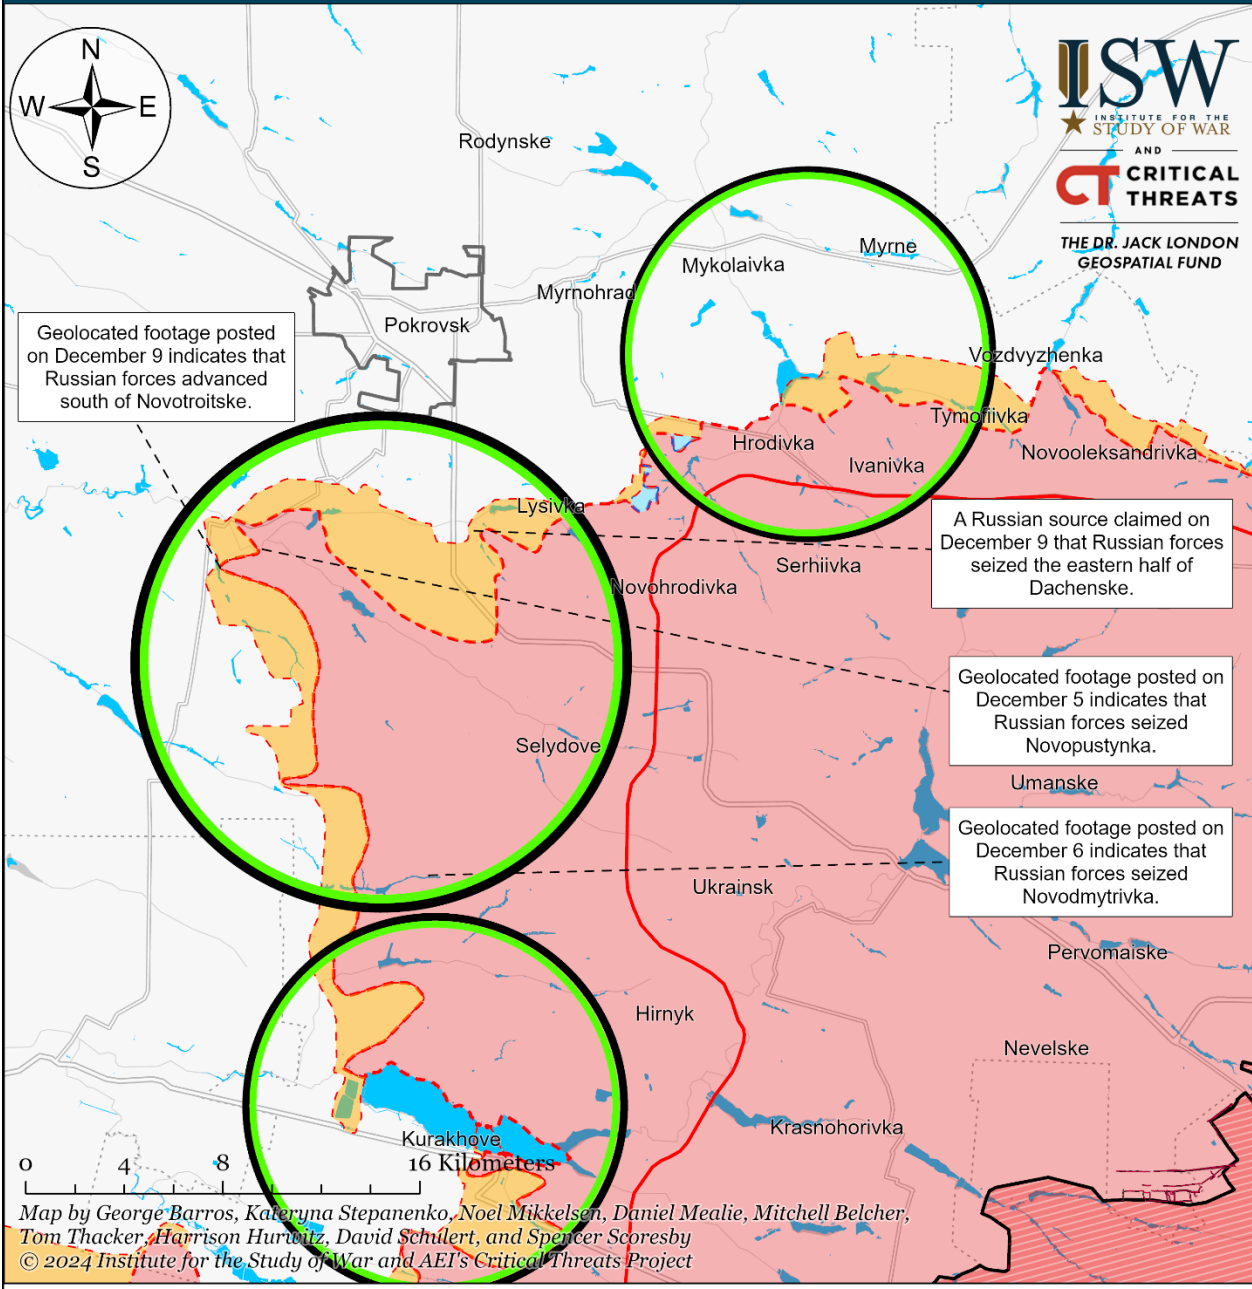 N
W
E
S
ISW
INSTITUTE FOR THE
STUDY OF WAR
AND
CT CRITICAL
THREATS
THE DR. JACK LONDON
GEOSPATIAL FUND
Rodynske
Myrne
Mykolaivka
Myrnohrad
Pokrovsk
Geolocated footage posted
on December 9 indicates that
Russian forces advanced
south of Novotroitske.
Vozdvyzhenka
Tymofiivka
Hrodivka
Novooleksandrivka
Ivanivka
Lysivka
A Russian source claimed on
December 9 that Russian forces
seized the eastern half of
Dachenske.
Serhiivka
Novohrodivka
Geolocated footage posted on
December 5 indicates that
Russian forces seized
Novopustynka.
Selydove
Umanske
Geolocated footage posted on
December 6 indicates that
Russian forces seized
Novodmytrivka.
Ukrainsk
Pervomaiske
Hirnyk
Nevelske
Krasnohorivka
Kurakhove
0 4 8 16 Kilometers
Map by George Barros, Kateryna Stepanenko, Noel Mikkelsen, Daniel Mealie, Mitchell Belcher,
Tom Thacker, Harrison Hurwitz, David Schulert, and Spencer Scoresby
© 2024 Institute for the Study of War and AEI's Critical Threats Project